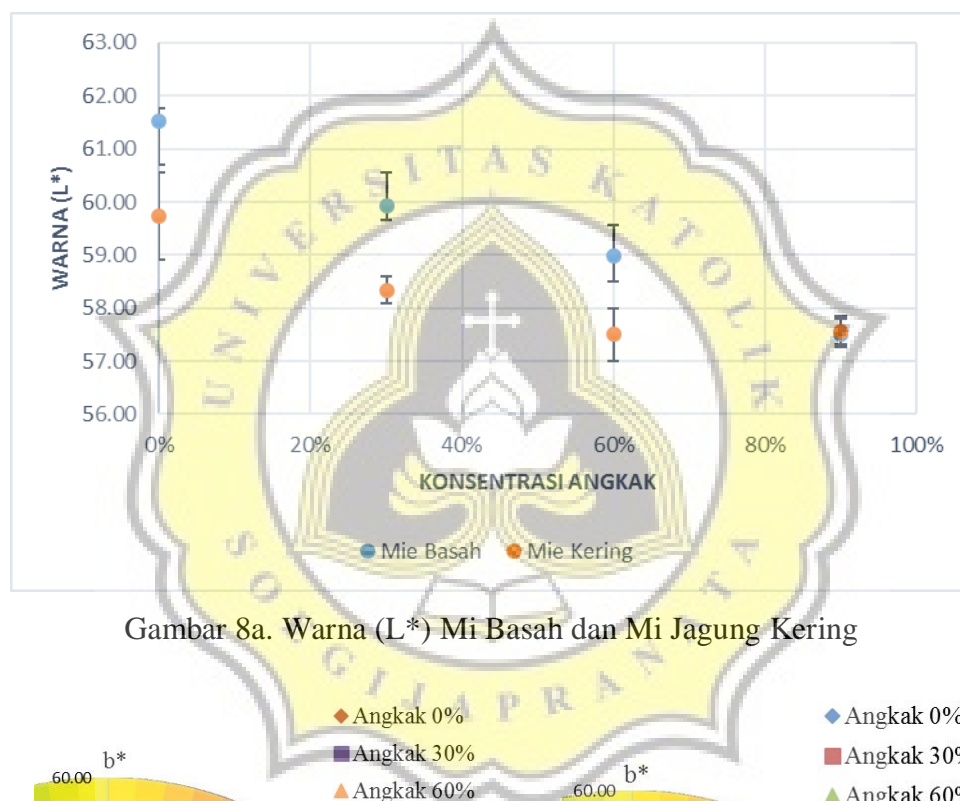 63.00
62.00
61.00
60.00
59.00
58.00
57.00
56.00
WARNA (L*)
0% 20% 40% 60% 80% 100%
KONSENTRASI ANGKAK
Mie Basah Mie Kering
UNIVERSITAS KATOLIK
SOEGIJAPRANATA
Gambar 8a. Warna (L*) Mi Basah dan Mi Jagung Kering
Angkak 0%
Angkak 30%
Angkak 60%
b*
60.00
Angkak 0%
Angkak 30%
Angkak 60%
b*
60.00